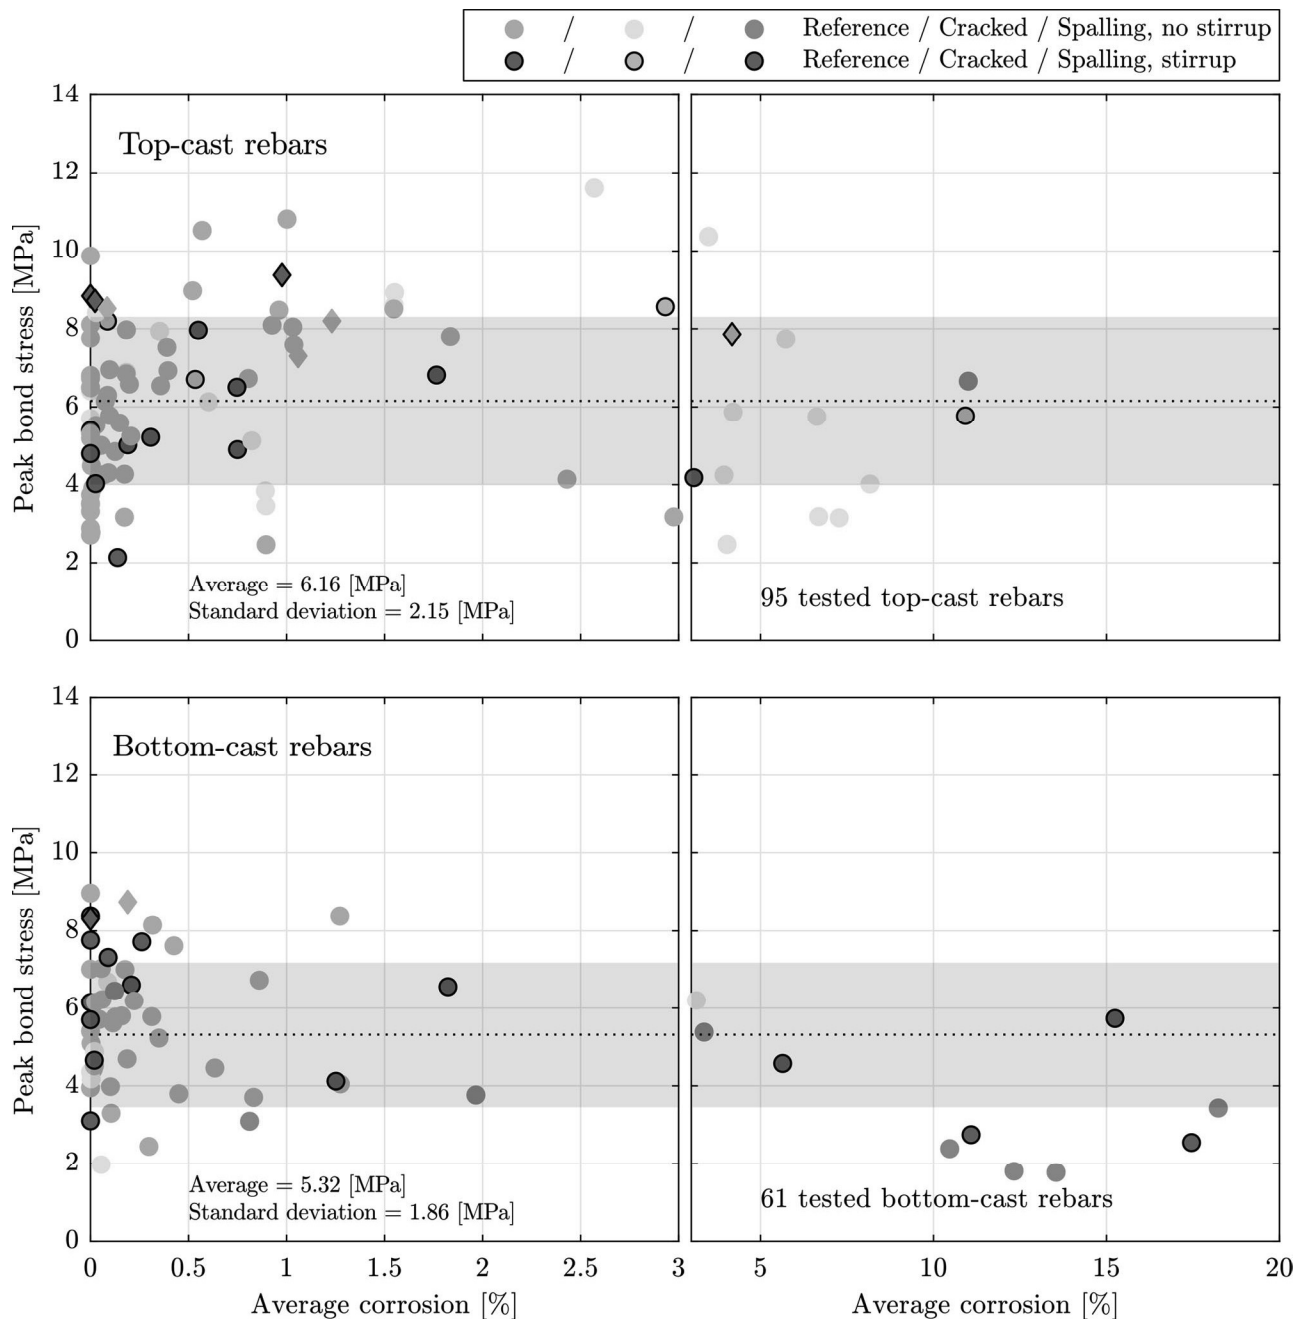 / / Reference / Cracked / Spalling, no stirrup
/ / Reference / Cracked / Spalling, stirrup
14
12
10
8
6
4
2
0
Peak bond stress [MPa]
Top-cast rebars
Average = 6.16 [MPa]
Standard deviation = 2.15 [MPa]
95 tested top-cast rebars
14
12
10
8
6
4
2
0
Peak bond stress [MPa]
Bottom-cast rebars
Average = 5.32 [MPa]
Standard deviation = 1.86 [MPa]
61 tested bottom-cast rebars
0 0.5 1 1.5 2 2.5 3 5 10 15 20
Average corrosion [%] Average corrosion [%]